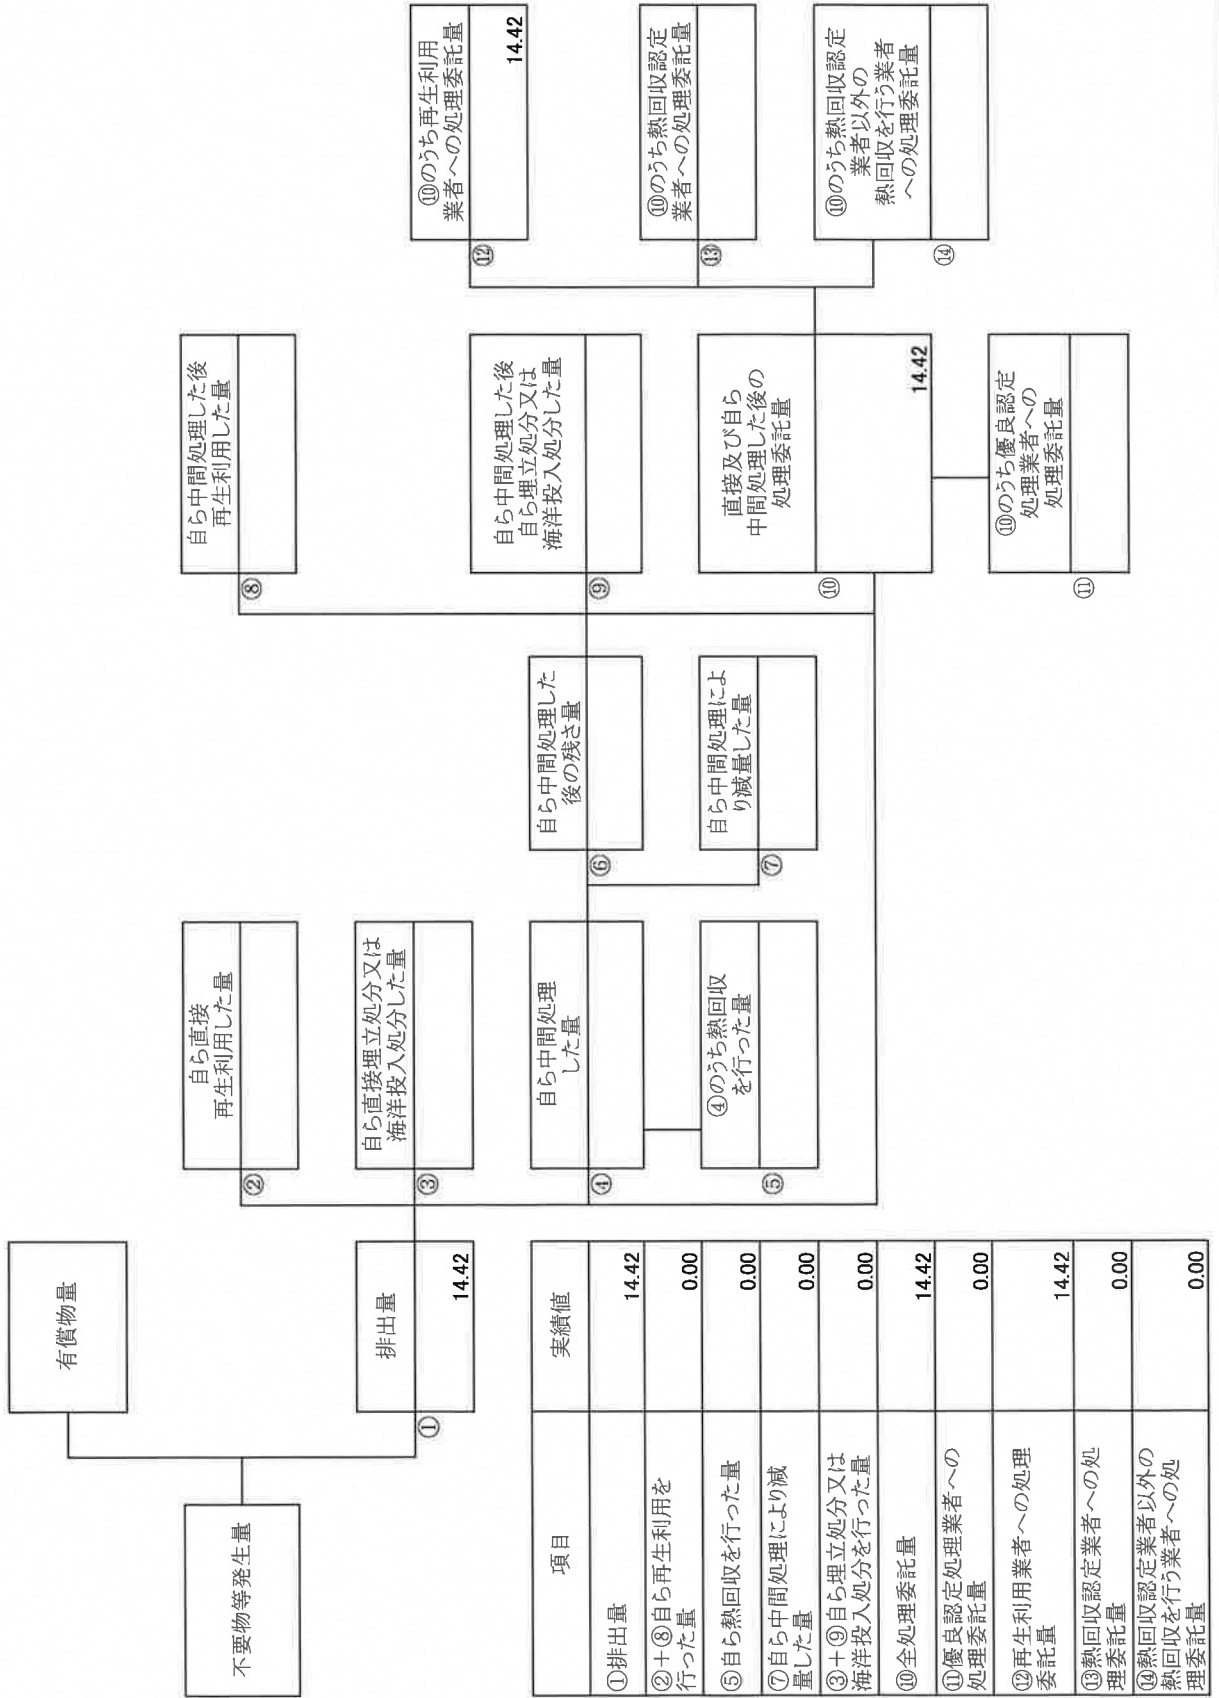 不要物等発生量
有償物量
①
排出量
14.42
②
自ら直接
再生利用した量
③
自ら直接埋立処分又は
海洋投入処分した量
④
自ら中間処理
した量
⑤
④のうち熱回収
を行った量
⑥
自ら中間処理した
後の残さ量
⑦
自ら中間処理によ
り減量した量
⑧
自ら中間処理した後
再生利用した量
⑨
自ら中間処理した後
自ら埋立処分又は
海洋投入処分した量
⑩
直接及び自ら
中間処理した後の
処理委託量
14.42
⑪
⑩のうち優良認定
処理業者への
処理委託量
⑫
⑩のうち再生利用
業者への処理委託量
14.42
⑬
⑩のうち熱回収認定
業者への処理委託量
⑭
⑩のうち熱回収認定
業者以外の
熱回収を行う業者
への処理委託量
項目
実績値
①排出量
14.42
②+⑧自ら再生利用を
行った量
0.00
⑤自ら熱回収を行った量
0.00
⑦自ら中間処理により減
量した量
0.00
③+⑨自ら埋立処分又は
海洋投入処分を行った量
0.00
⑩全処理委託量
14.42
⑪優良認定処理業者への
処理委託量
0.00
⑫再生利用業者への処理
委託量
14.42
⑬熱回収認定業者への処
理委託量
0.00
⑭熱回収認定業者以外の
熱回収を行う業者への処
理委託量
0.00